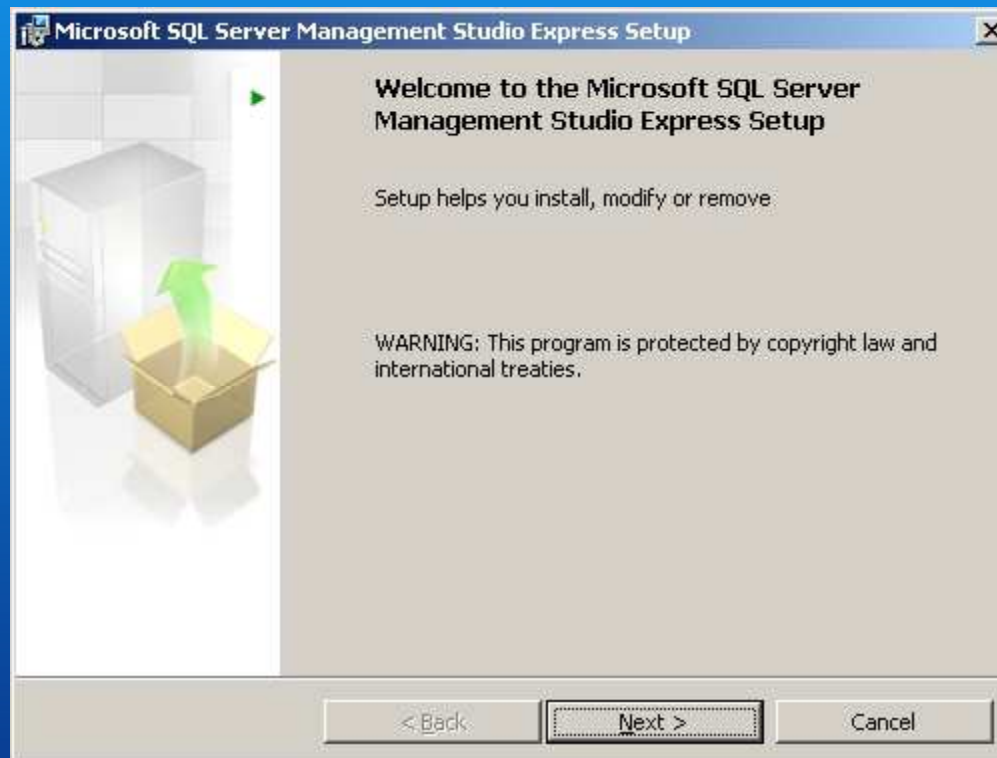 Microsoft SQL Server Management Studio Express Setup
Welcome to the Microsoft SQL Server
Management Studio Express Setup
Setup helps you install, modify or remove
WARNING: This program is protected by copyright law and
international treaties.
< Back
Next >
Cancel